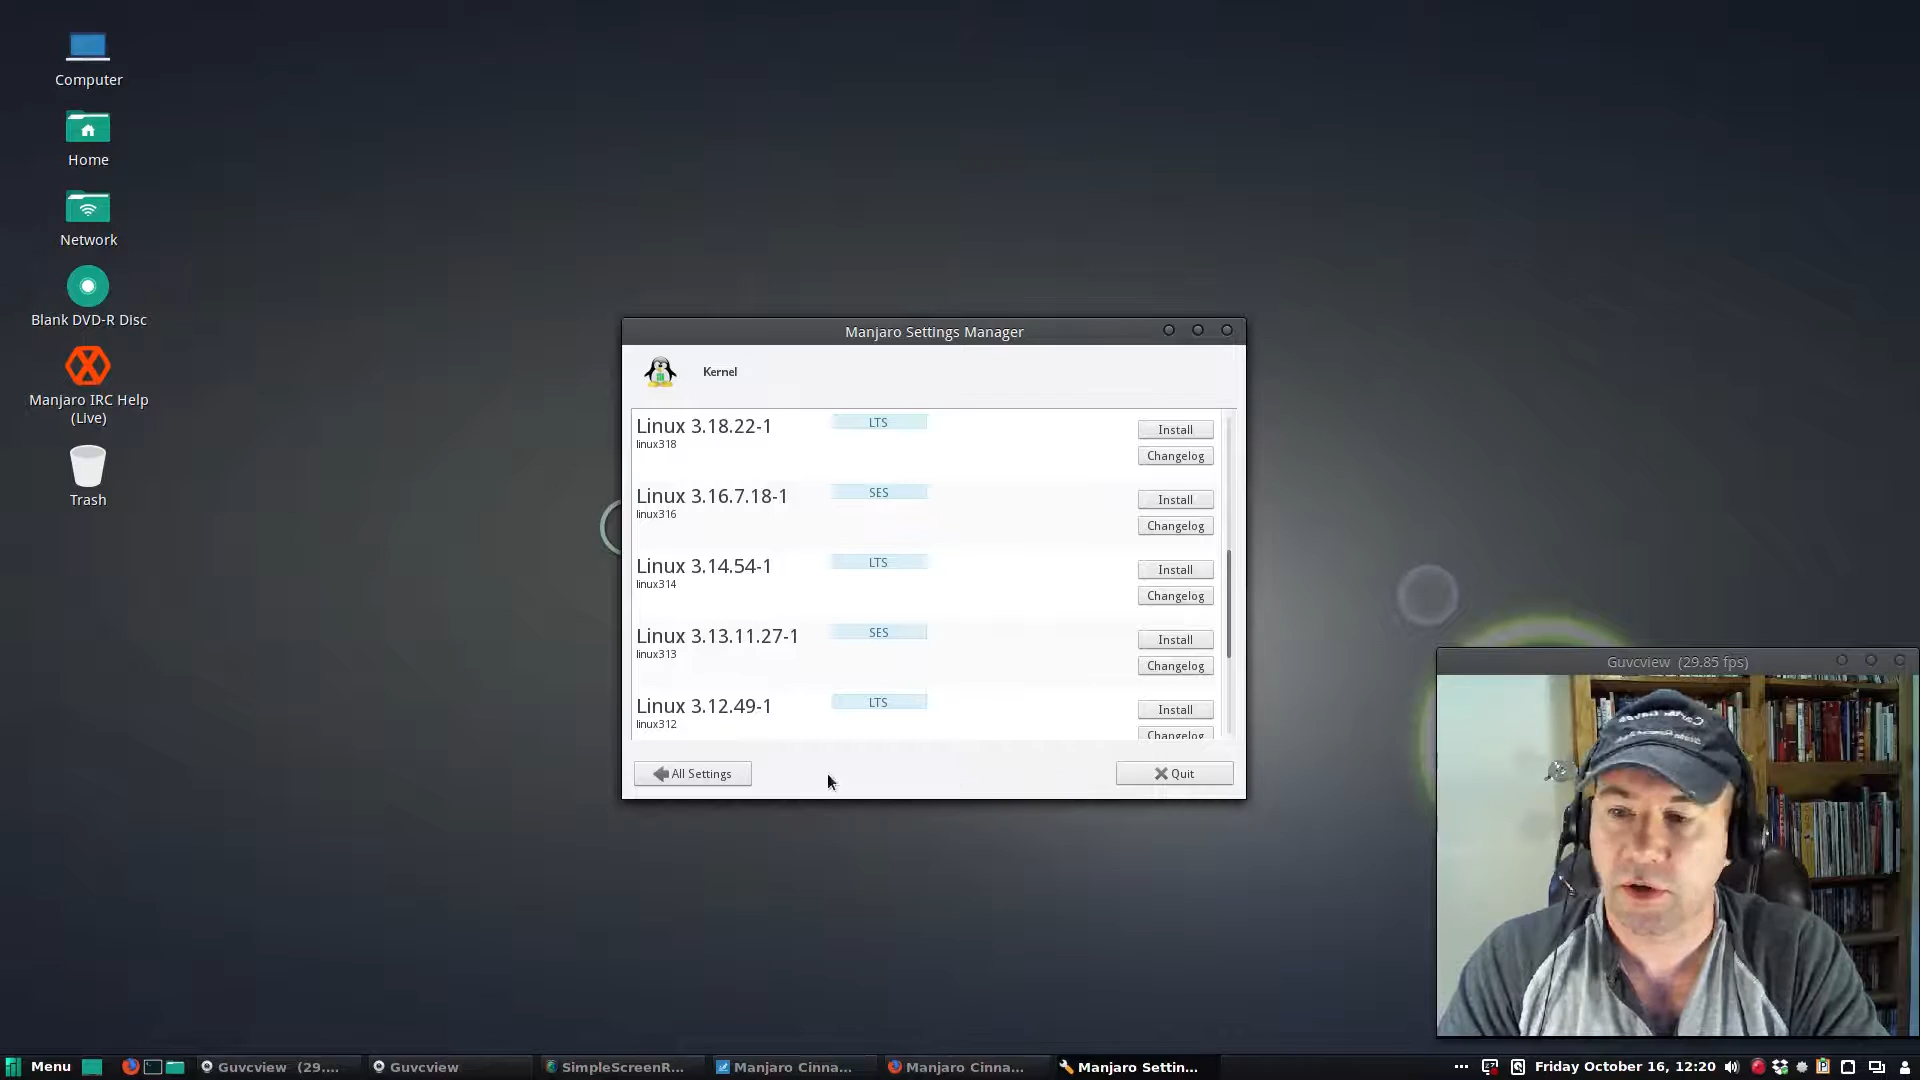 Computer
Home
Network
Blank DVD-R Disc
Manjaro IRC Help
(Live)
Trash
Manjaro Settings Manager
Kernel
Linux 3.18.22-1
linux318
LTS
Install
Changelog
Linux 3.16.7.18-1
linux316
SES
Install
Changelog
Linux 3.14.54-1
linux314
LTS
Install
Changelog
Linux 3.13.11.27-1
linux313
SES
Install
Changelog
Linux 3.12.49-1
linux312
LTS
Install
Changelog
All Settings
Quit
Guvcview (29.85 fps)
Menu
Guvcview (29....
Guvcview
SimpleScreenR...
Manjaro Cinna...
Manjaro Cinna...
Manjaro Settin...
Friday October 16, 12:20